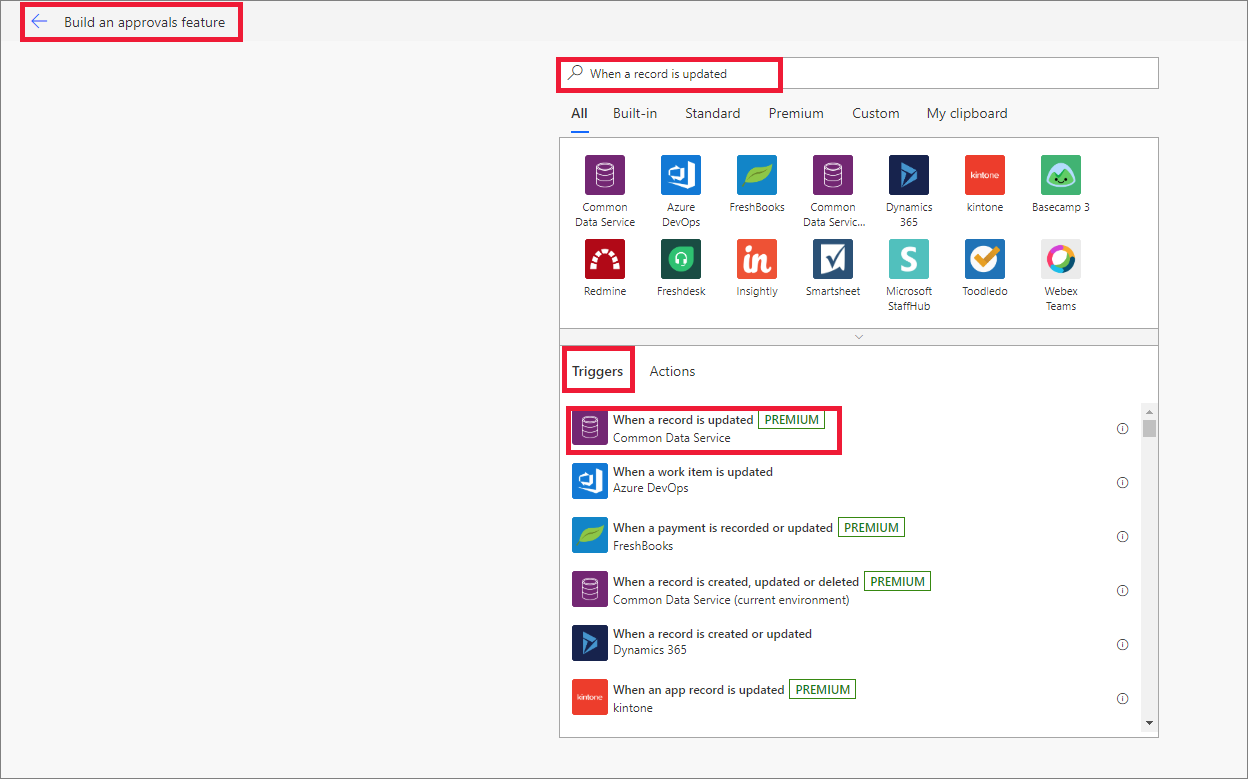 Build an approvals feature
When a record is updated
All Built-in Standard Premium Custom My clipboard
Common Data Service
Azure DevOps
FreshBooks
Common Data Servic...
Dynamics 365
kintone
kintone
Basecamp 3
Redmine
Freshdesk
in
Insightly
Smartsheet
S
Microsoft StaffHub
Toodledo
Webex Teams
Triggers Actions
When a record is updated PREMIUM
Common Data Service
When a work item is updated
Azure DevOps
When a payment is recorded or updated PREMIUM
FreshBooks
When a record is created, updated or deleted PREMIUM
Common Data Service (current environment)
When a record is created or updated
Dynamics 365
kintone
When an app record is updated PREMIUM
kintone